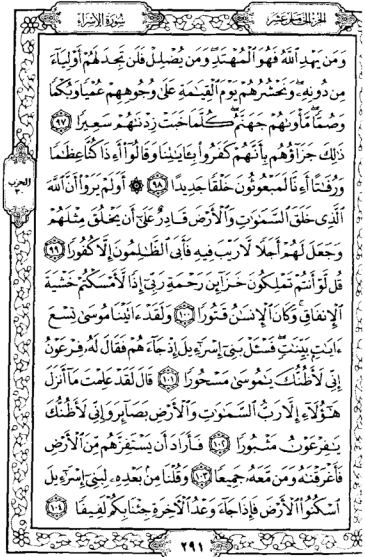 سورة الإسراء
الجزء الخامس عشر
وَمَن يَهْدِ ٱللَّهُ فَهُوَ ٱلْمُهْتَدِ وَمَن يُضْلِلْ فَلَن تَجِدَ لَهُمْ أَوْلِيَآءَ
مِن دُونِهِۦ وَنَحْشُرُهُمْ يَوْمَ ٱلْقِيَٰمَةِ عَلَىٰ وُجُوهِهِمْ عُمْيًا وَبُكْمًا
وَصُمًّا مَّأْوَىٰهُمْ جَهَنَّمُ كُلَّمَا خَبَتْ زِدْنَٰهُمْ سَعِيرًا ٩٧
ذَٰلِكَ جَزَآؤُهُم بِأَنَّهُمْ كَفَرُوا۟ بِـَٔايَٰتِنَا وَقَالُوٓا۟ أَءِذَا كُنَّا عِظَٰمًا
وَرُفَٰتًا أَءِنَّا لَمَبْعُوثُونَ خَلْقًا جَدِيدًا ٩٨ ۞ أَوَلَمْ يَرَوْا۟ أَنَّ ٱللَّهَ
ٱلَّذِى خَلَقَ ٱلسَّمَٰوَٰتِ وَٱلْأَرْضَ قَادِرٌ عَلَىٰٓ أَن يَخْلُقَ مِثْلَهُمْ
وَجَعَلَ لَهُمْ أَجَلًا لَّا رَيْبَ فِيهِ فَأَبَى ٱلظَّٰلِمُونَ إِلَّا كُفُورًا ٩٩
قُل لَّوْ أَنتُمْ تَمْلِكُونَ خَزَآئِنَ رَحْمَةِ رَبِّىٓ إِذًا لَّأَمْسَكْتُمْ خَشْيَةَ
ٱلْإِنفَاقِ وَكَانَ ٱلْإِنسَٰنُ قَتُورًا ١٠٠ وَلَقَدْ ءَاتَيْنَا مُوسَىٰ تِسْعَ
ءَايَٰتٍۭ بَيِّنَٰتٍ فَسْـَٔلْ بَنِىٓ إِسْرَٰٓءِيلَ إِذْ جَآءَهُمْ فَقَالَ لَهُۥ فِرْعَوْنُ
إِنِّى لَأَظُنُّكَ يَٰمُوسَىٰ مَسْحُورًا ١٠١ قَالَ لَقَدْ عَلِمْتَ مَآ أَنزَلَ
هَٰٓؤُلَآءِ إِلَّا رَبُّ ٱلسَّمَٰوَٰتِ وَٱلْأَرْضِ بَصَآئِرَ وَإِنِّى لَأَظُنُّكَ
يَٰفِرْعَوْنُ مَثْبُورًا ١٠٢ فَأَرَادَ أَن يَسْتَفِزَّهُم مِّنَ ٱلْأَرْضِ
فَأَغْرَقْنَٰهُ وَمَن مَّعَهُۥ جَمِيعًا ١٠٣ وَقُلْنَا مِنۢ بَعْدِهِۦ لِبَنِىٓ إِسْرَٰٓءِيلَ
ٱسْكُنُوا۟ ٱلْأَرْضَ فَإِذَا جَآءَ وَعْدُ ٱلْءَاخِرَةِ جِئْنَا بِكُمْ لَفِيفًا ١٠٤
الحزب
٣٠
٢٩١